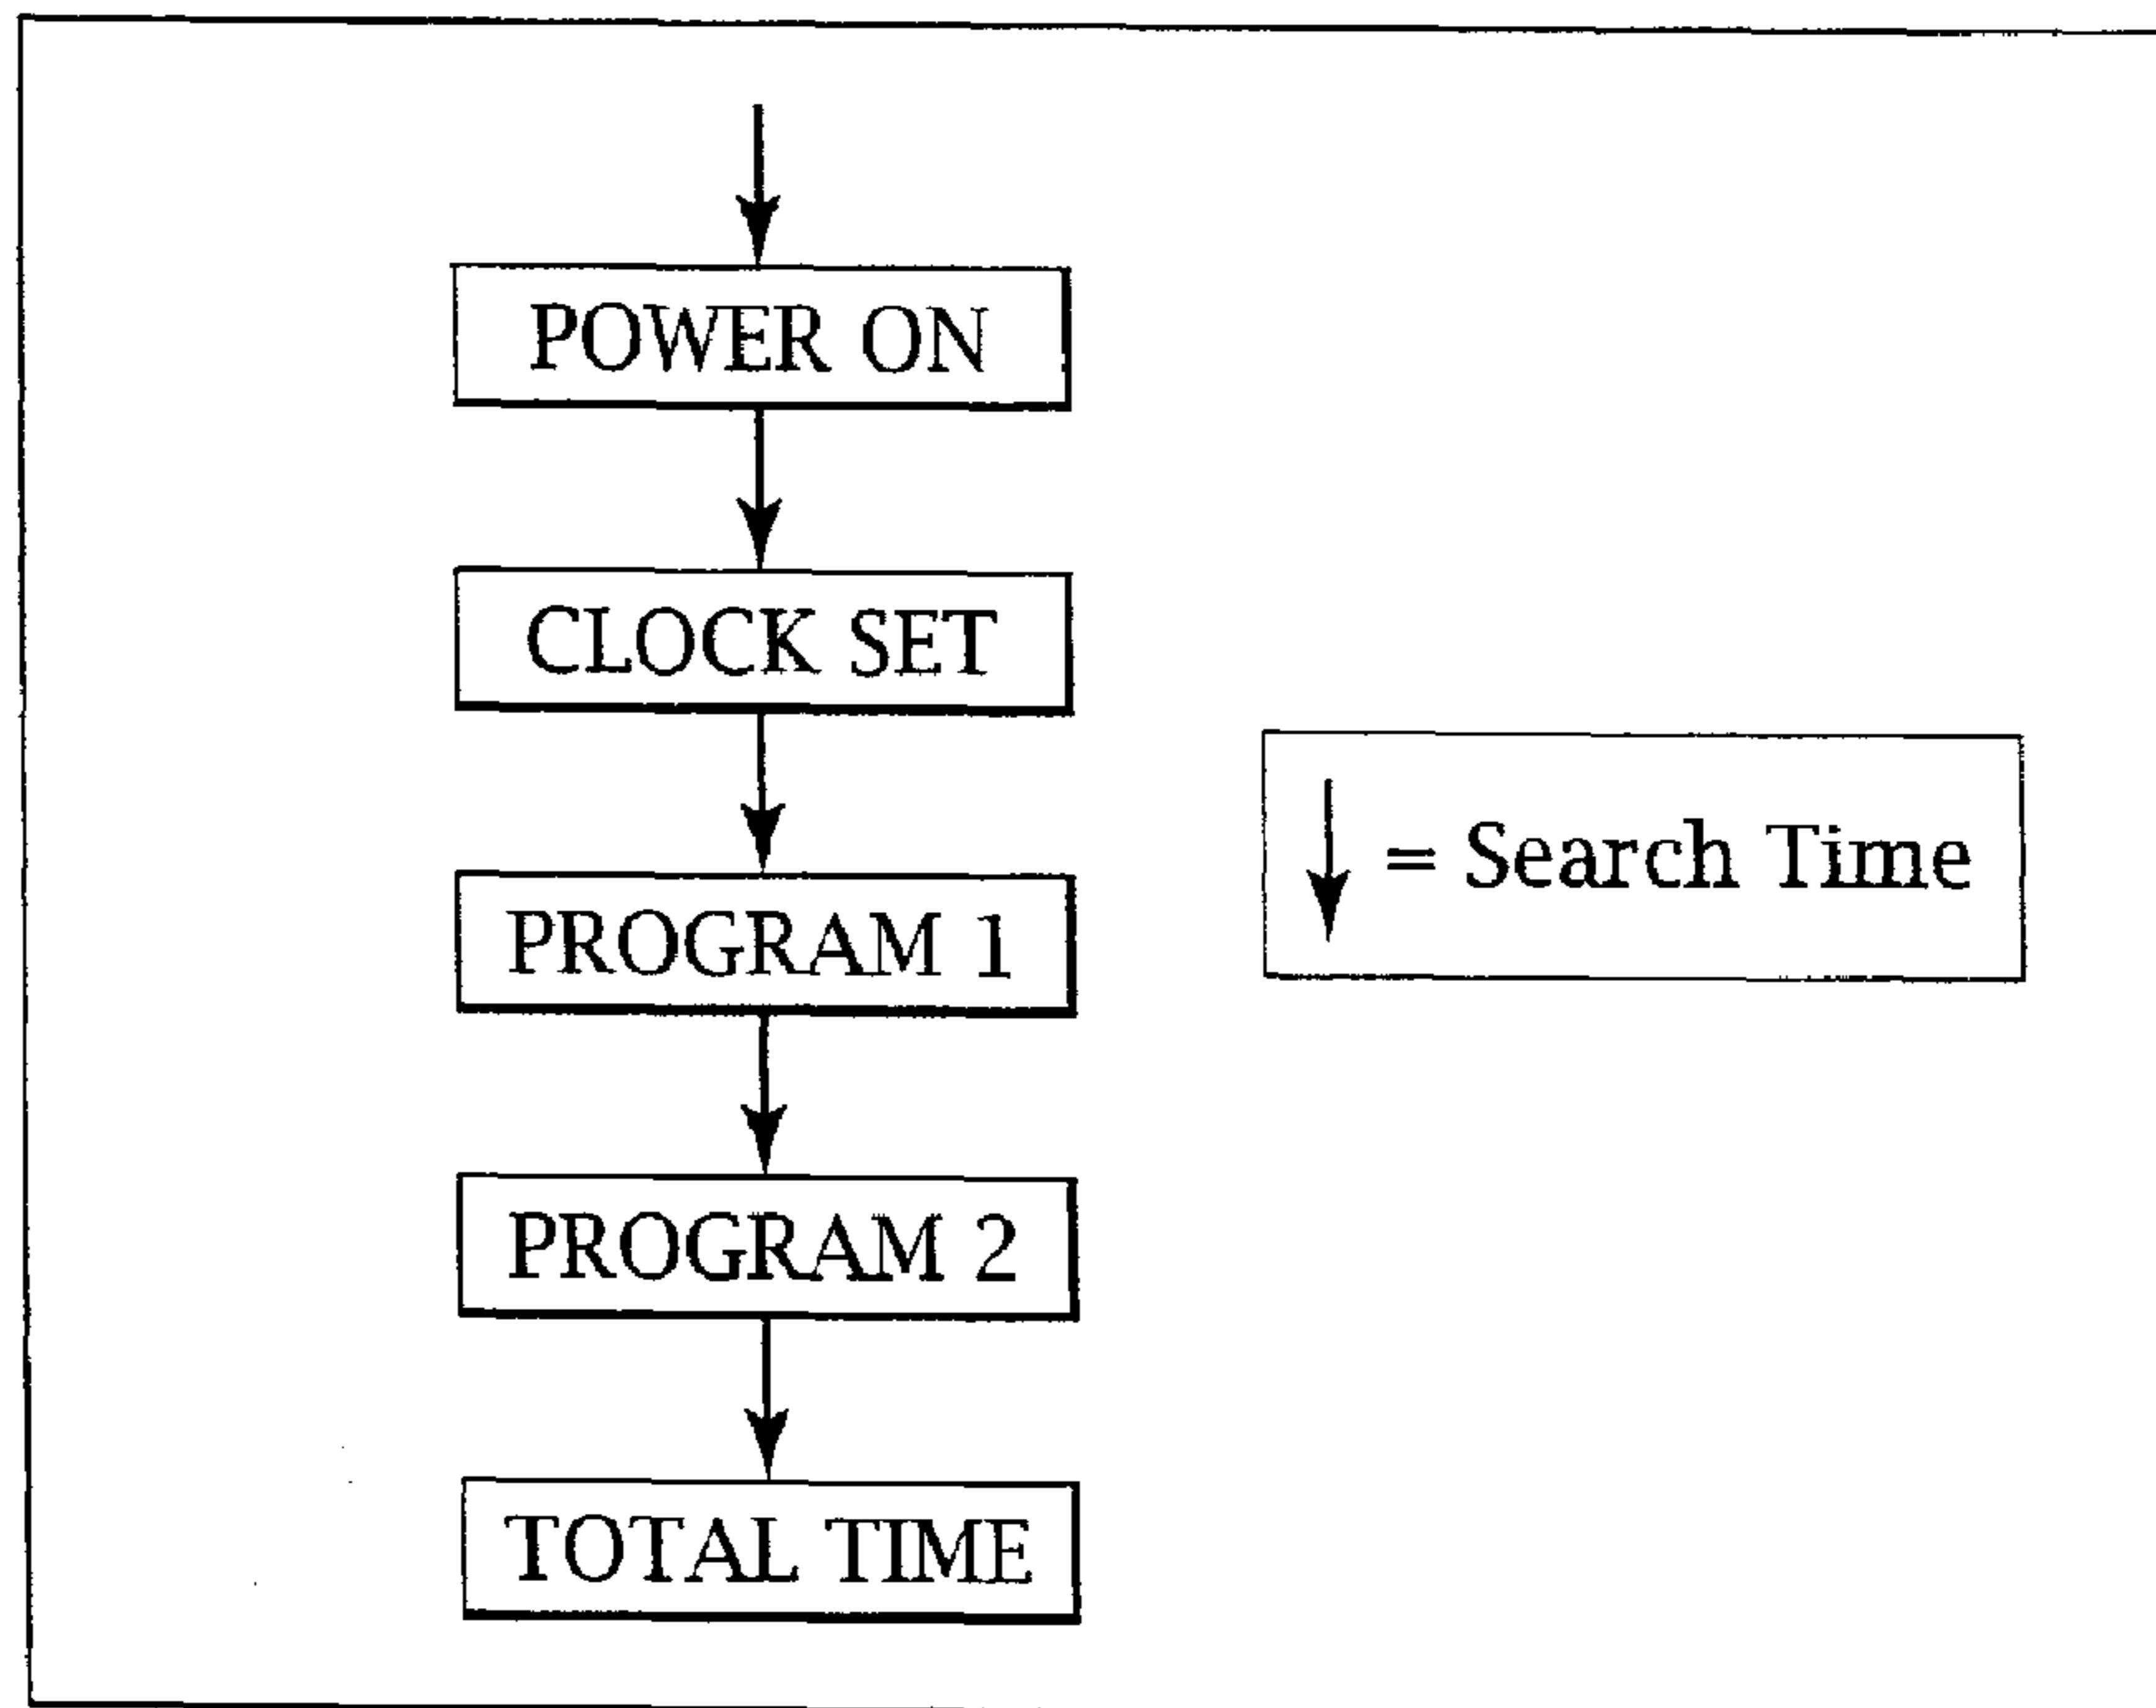 POWER ON
CLOCK SET
PROGRAM 1
= Search Time
PROGRAM 2
TOTAL TIME